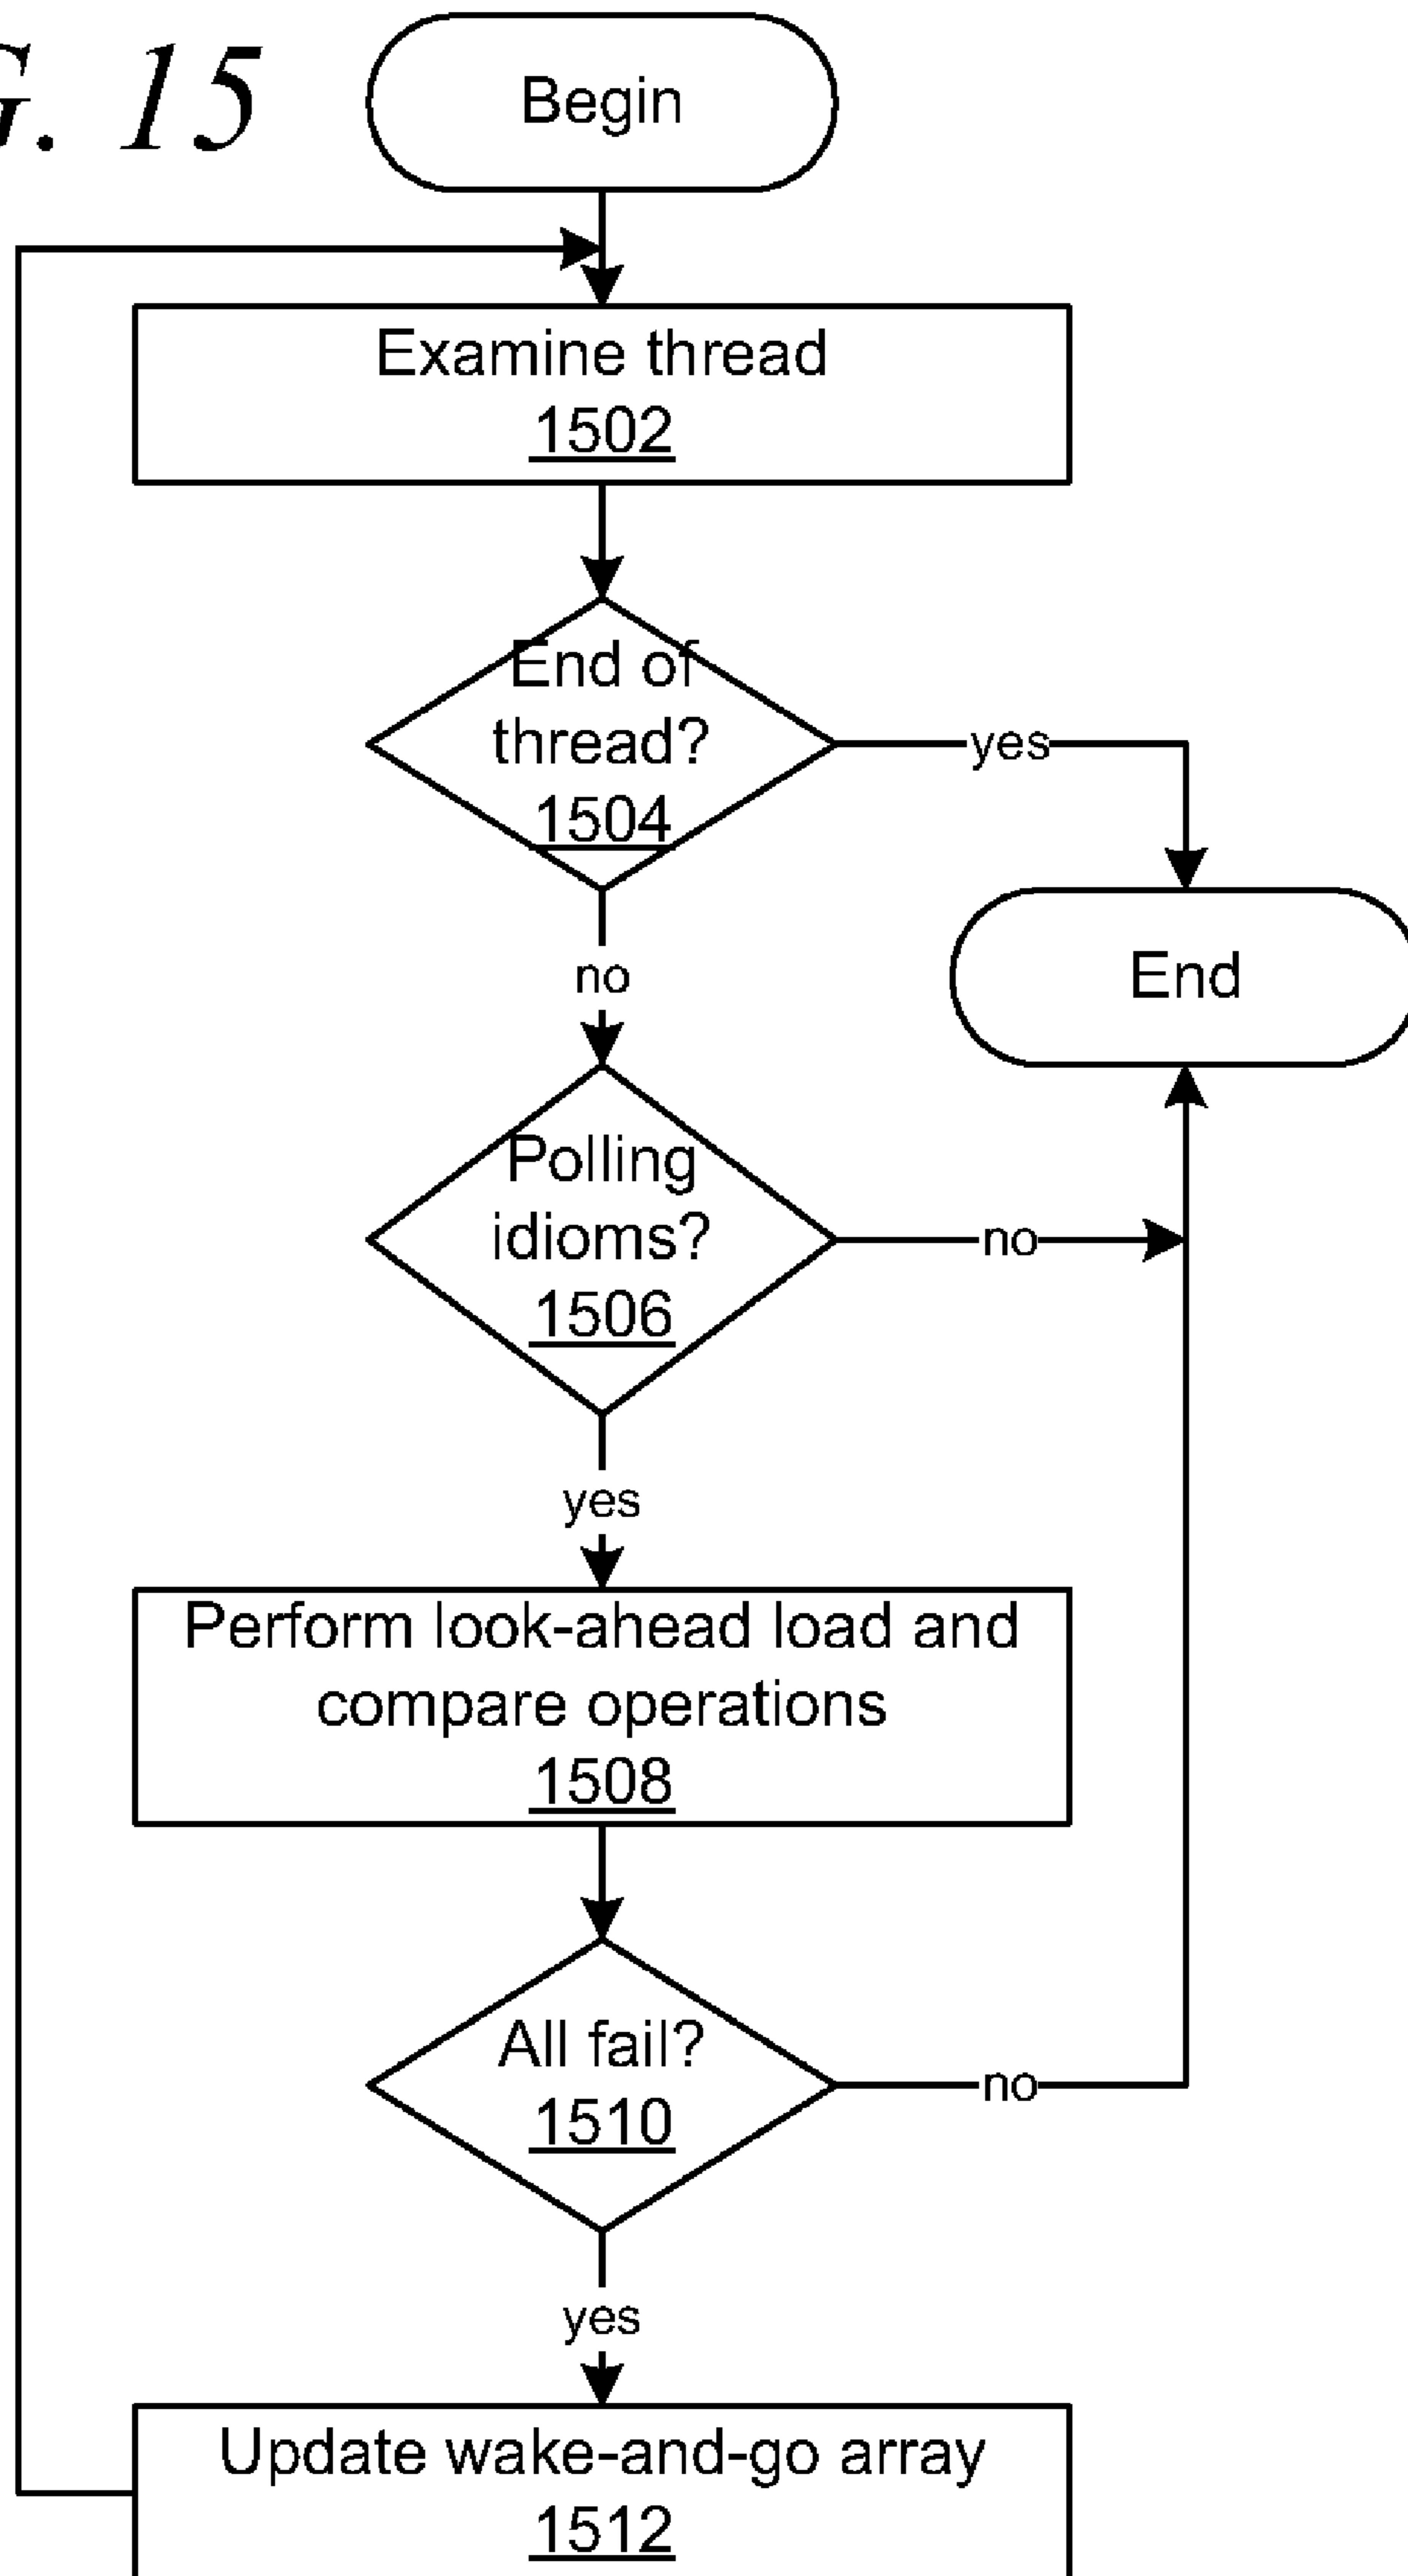 G. 15
Begin
Examine thread
1502
End of
thread?
1504
yes
no
End
Polling
idioms?
1506
no
yes
Perform look-ahead load and
compare operations
1508
All fail?
1510
no
yes
Update wake-and-go array
1512